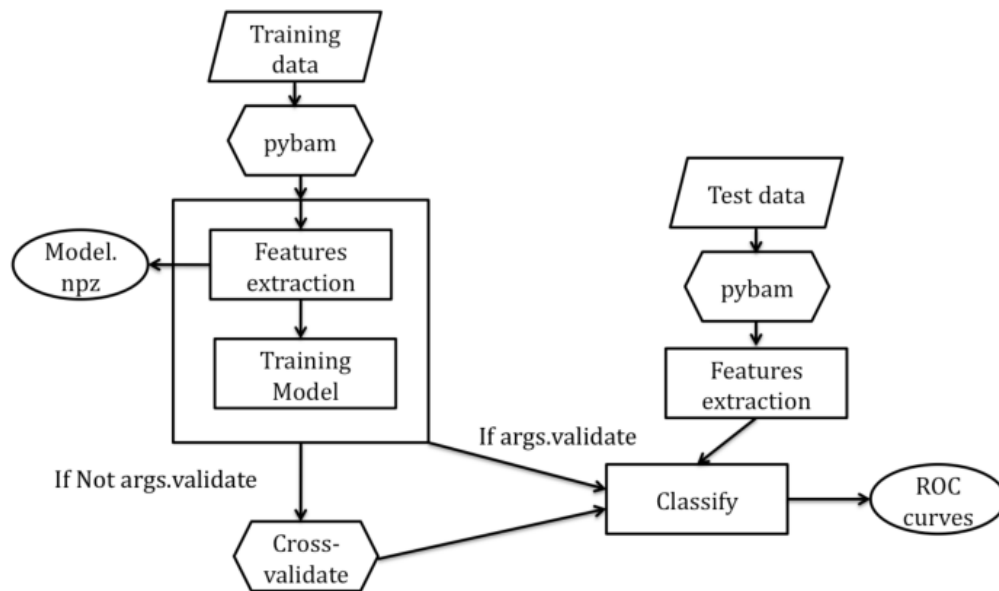 Training
data
pybam
Features
extraction
Model.
npz
Training
Model
If Not args.validate
If args.validate
Cross-
validate
Test data
pybam
Features
extraction
Classify
ROC
curves